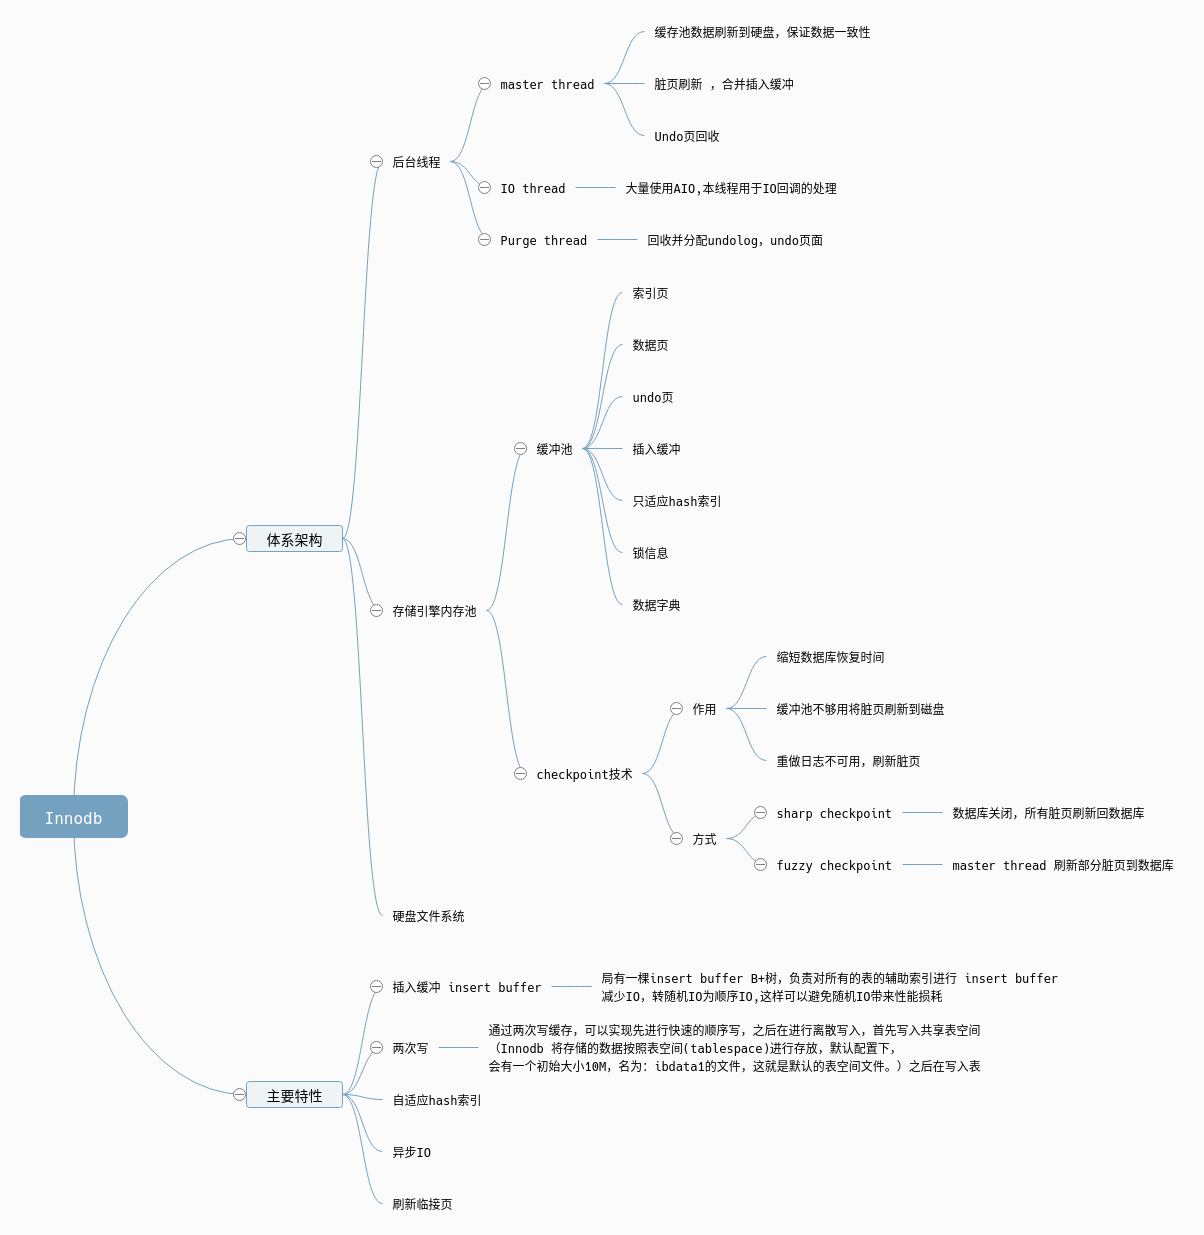 缓存池数据刷新到硬盘，保证数据一致性
master thread
脏页刷新 ，合并插入缓冲
Undo页回收
后台线程
IO thread
大量使用AIO,本线程用于IO回调的处理
Purge thread
回收并分配undolog，undo页面
索引页
数据页
undo页
缓冲池
插入缓冲
只适应hash索引
锁信息
数据字典
体系架构
存储引擎内存池
缩短数据库恢复时间
作用
缓冲池不够用将脏页刷新到磁盘
重做日志不可用，刷新脏页
checkpoint技术
sharp checkpoint
数据库关闭，所有脏页刷新回数据库
方式
fuzzy checkpoint
master thread 刷新部分脏页到数据库
硬盘文件系统
Innodb
插入缓冲 insert buffer
局有一棵insert buffer B+树，负责对所有的表的辅助索引进行 insert buffer
减少IO，转随机IO为顺序IO,这样可以避免随机IO带来性能损耗
两次写
通过两次写缓存，可以实现先进行快速的顺序写，之后在进行离散写入，首先写入共享表空间
（Innodb 将存储的数据按照表空间(tablespace)进行存放，默认配置下，
会有一个初始大小10M，名为：ibdata1的文件，这就是默认的表空间文件。）之后在写入表
主要特性
自适应hash索引
异步IO
刷新临接页